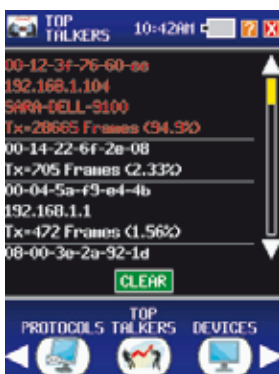 TOP
TALKERS
10:42AM
00-12-3f-76-60-ee
192.168.1.104
SARA-DELL-9100
Tx=28665 Frames (94.9%)
00-14-22-6f-2e-08
Tx=705 Frames (2.33%)
00-04-5a-f9-e4-4b
192.168.1.1
Tx=472 Frames (1.56%)
08-00-3e-2a-92-1d
CLEAR
PROTOCOLS
TOP
TALKERS
DEVICES